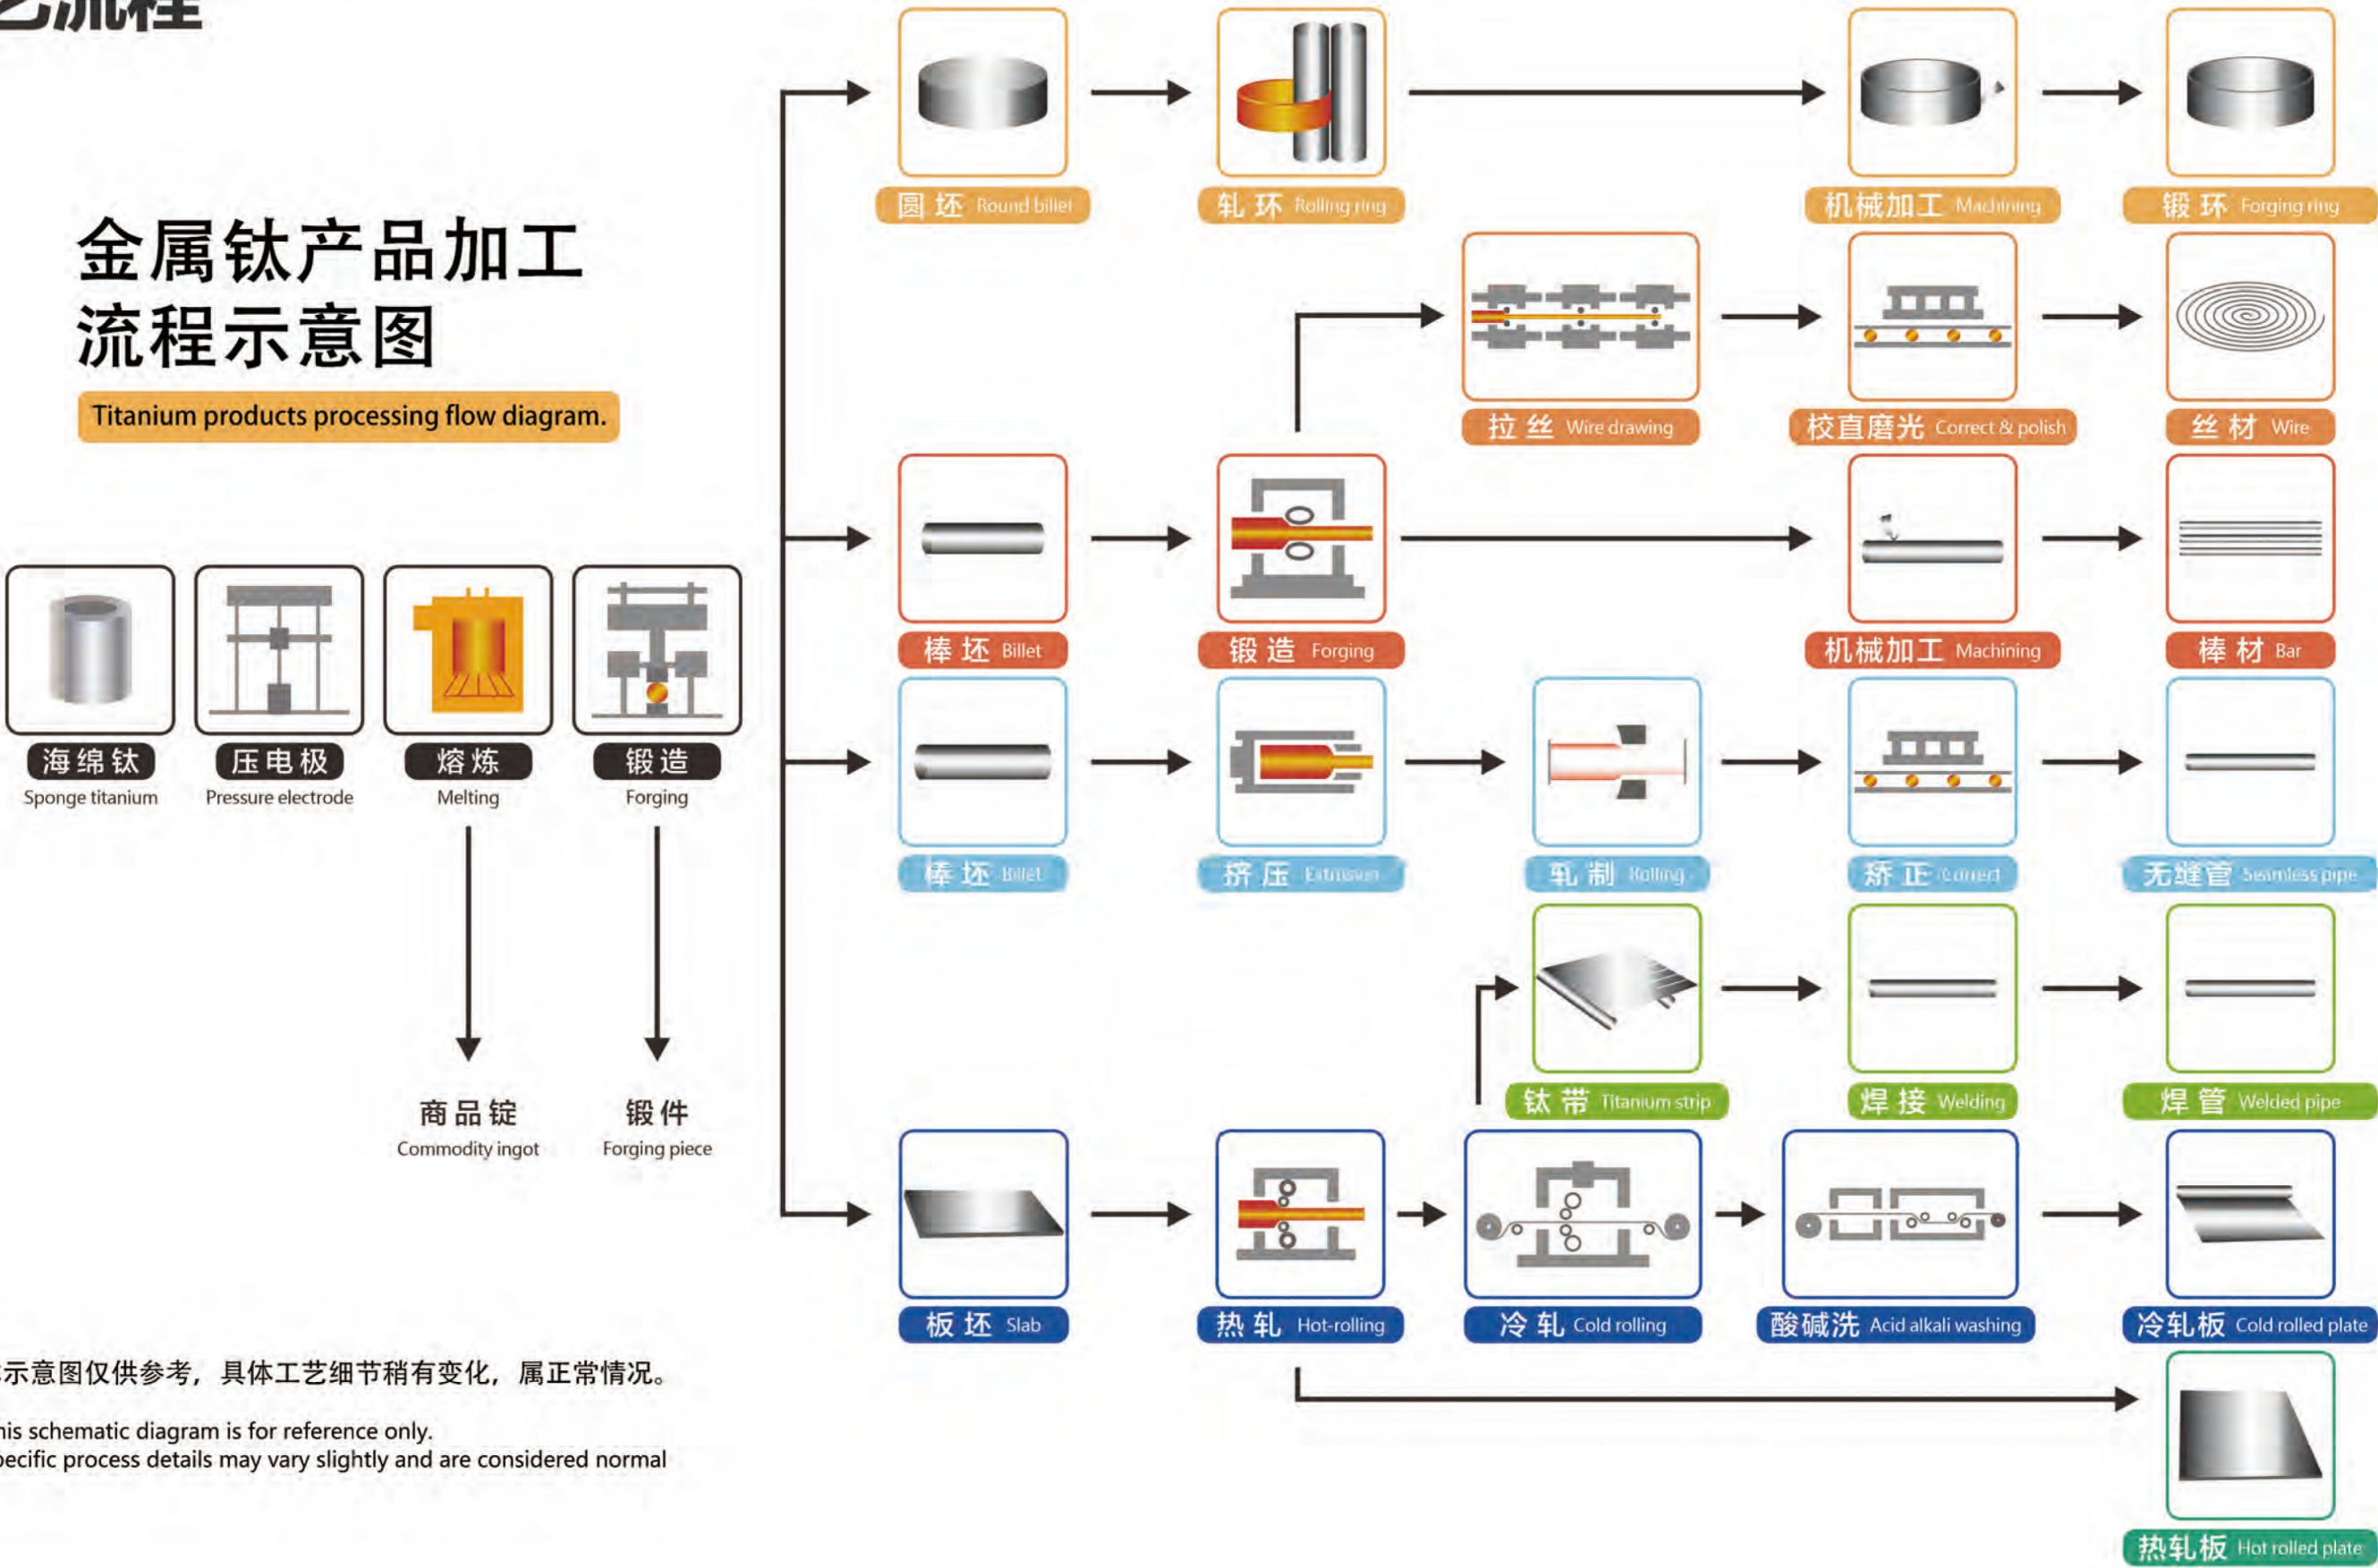 艺流程
金属钛产品加工
流程示意图
Titanium products processing flow diagram.
海绵钛
Sponge titanium
压电极
Pressure electrode
熔炼
Melting
锻造
Forging
商品锭
Commodity ingot
锻件
Forging piece
圆坯 Round billet
轧环 Rolling ring
机械加工 Machining
锻环 Forging ring
拉丝 Wire drawing
校直磨光 Correct & polish
丝材 Wire
棒坯 Billet
锻造 Forging
机械加工 Machining
棒材 Bar
棒坯 Billet
挤压 Extrusion
轧制 Rolling
矫正 Correct
无缝管 Seamless pipe
钛带 Titanium strip
焊接 Welding
焊管 Welded pipe
板坯 Slab
热轧 Hot-rolling
冷轧 Cold rolling
酸碱洗 Acid alkali washing
冷轧板 Cold rolled plate
热轧板 Hot rolled plate
示意图仅供参考，具体工艺细节稍有变化，属正常情况。
his schematic diagram is for reference only.
pecific process details may vary slightly and are considered normal